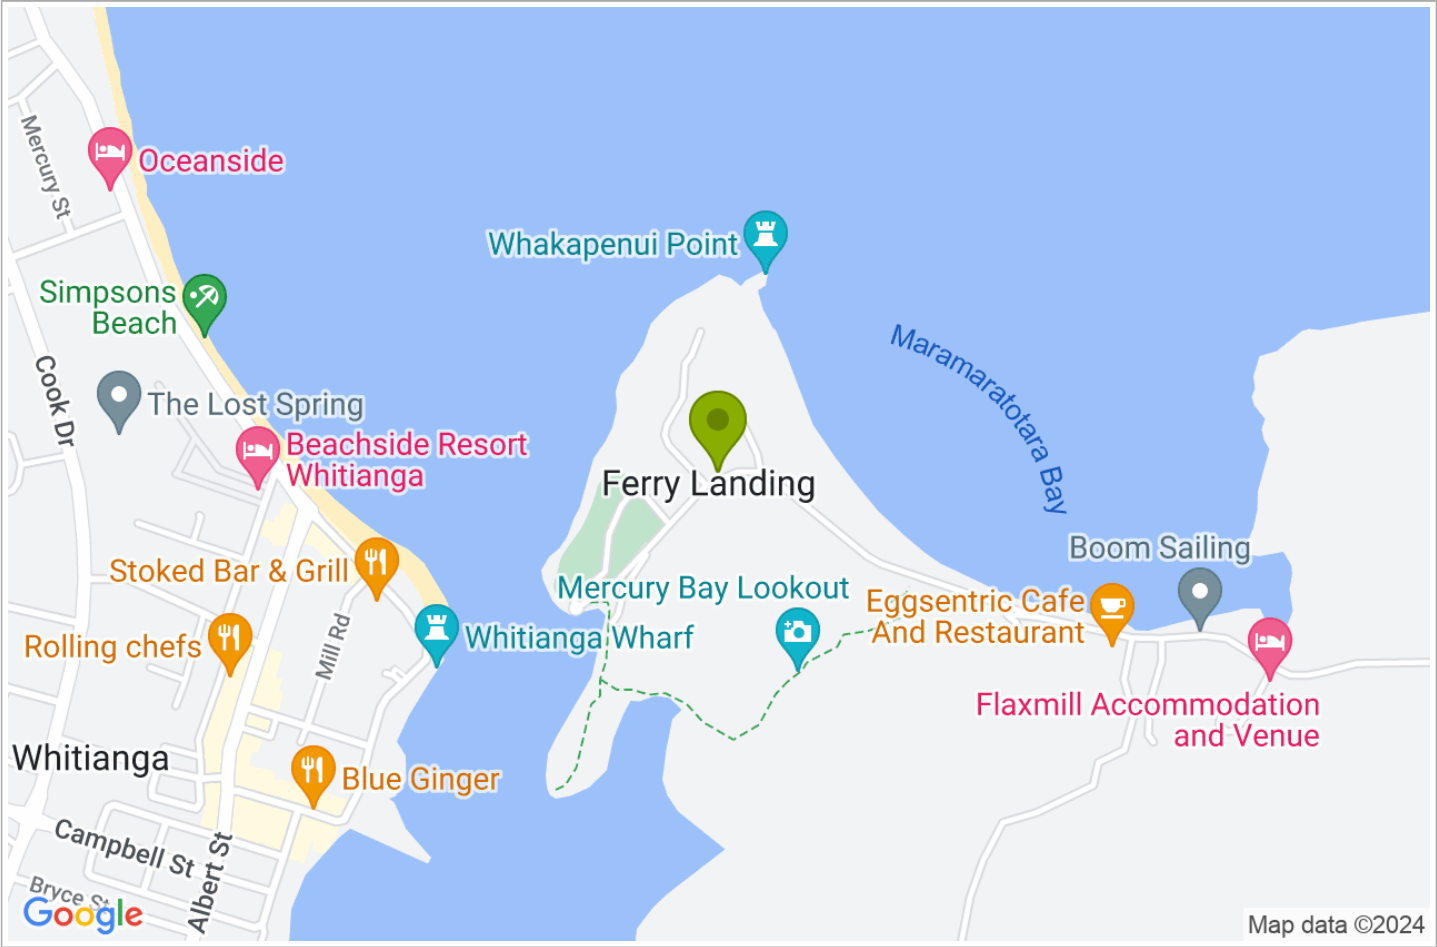 Mercury St
Oceanside
Whakapenui Point
Simpsons
Beach
Maramaratotara Bay
Cook Dr
The Lost Spring
Beachside Resort
Whitianga
Ferry Landing
Boom Sailing
Stoked Bar & Grill
Mercury Bay Lookout
Eggsentric Cafe
And Restaurant
Rolling chefs
Mill Rd
Whitianga Wharf
Flaxmill Accommodation
and Venue
Whitianga
Blue Ginger
Campbell St
Albert St
Bryce St
Google
Map data ©2024